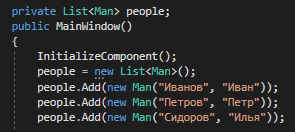 private List<Man> people;
public MainWindow()
{
InitializeComponent();
people = new List<Man>();
people.Add(new Man("Иванов", "Иван"));
people.Add(new Man("Петров", "Петр"));
people.Add(new Man("Сидоров", "Илья"));